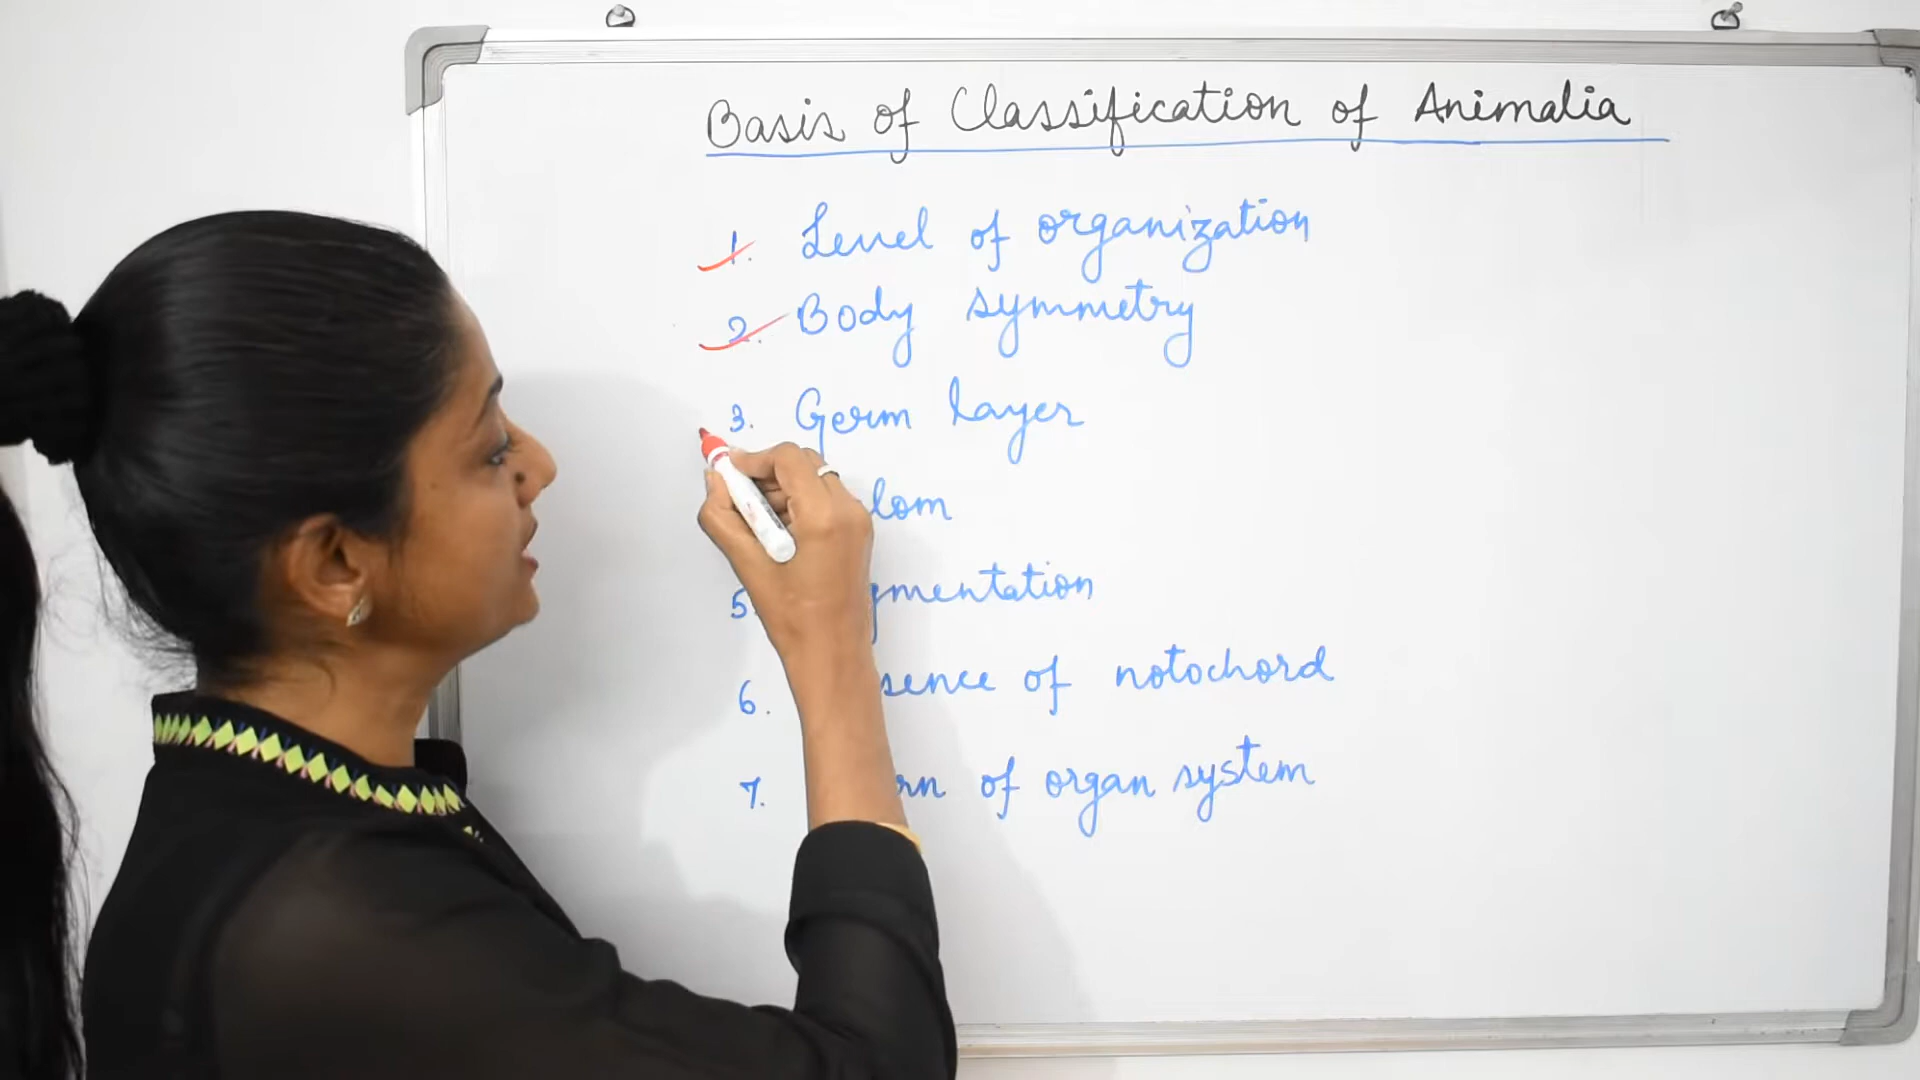 Basis of Classification of Animalia
1. Level of organization
2. Body symmetry
3. Germ layer
lom
5. gmentation
6. sence of notochord
7. rn of organ system